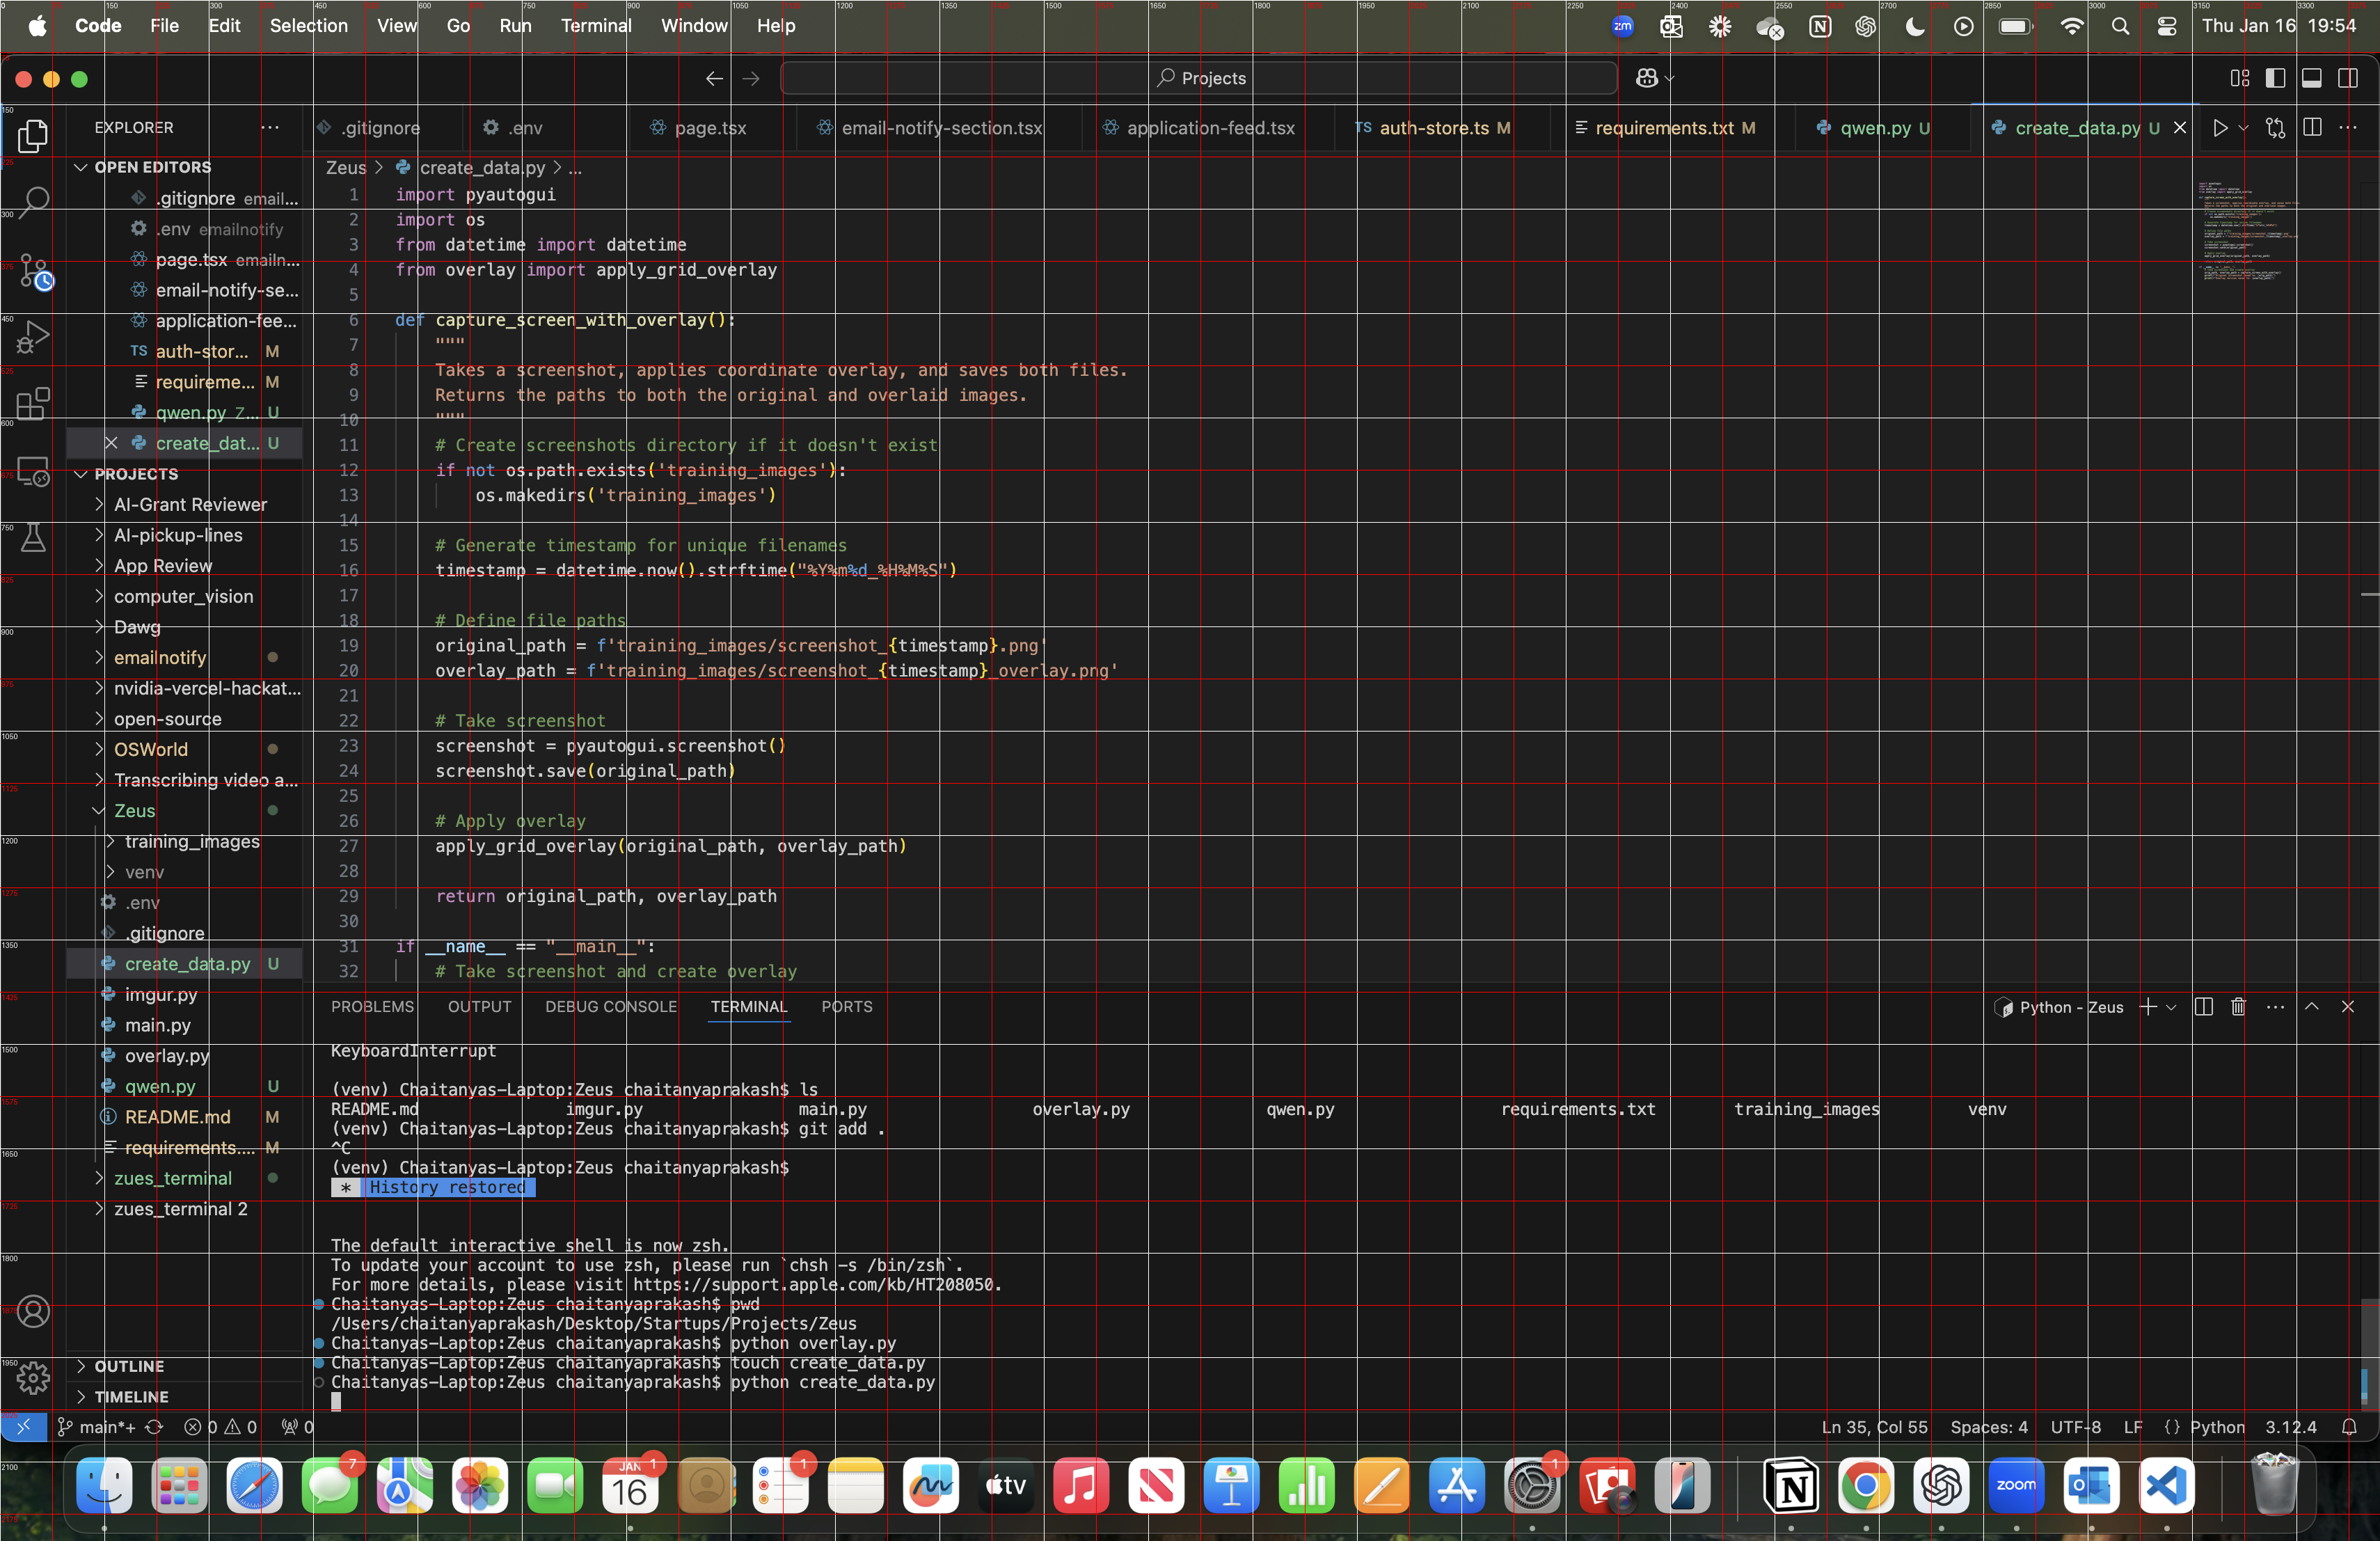 Code File Edit Selection View Go Run Terminal Window Help
zm
Thu Jan 16 19:54
Projects
EXPLORER
.gitignore
.env
page.tsx
email-notify-section.tsx
application-feed.tsx
TS auth-store.ts M
requirements.txt M
qwen.py U
create_data.py U
OPEN EDITORS
.gitignore email...
.env emailnotify
page.tsx emailn...
email-notify-se...
application-fee...
TS auth-stor... M
requireme... M
qwen.py Z... U
create_dat... U
PROJECTS
AI-Grant Reviewer
AI-pickup-lines
App Review
computer_vision
Dawg
emailnotify
nvidia-vercel-hackat...
open-source
OSWorld
Transcribing video a...
Zeus
training_images
venv
.env
.gitignore
create_data.py U
imgur.py
main.py
overlay.py
qwen.py U
README.md M
requirements.... M
zues_terminal
zues_terminal 2
OUTLINE
TIMELINE
Zeus > create_data.py > ...
1 import pyautogui
2 import os
3 from datetime import datetime
4 from overlay import apply_grid_overlay
5
6 def capture_screen_with_overlay():
7 """
8 Takes a screenshot, applies coordinate overlay, and saves both files.
9 Returns the paths to both the original and overlaid images.
10 """
11 # Create screenshots directory if it doesn't exist
12 if not os.path.exists('training_images'):
13 os.makedirs('training_images')
14
15 # Generate timestamp for unique filenames
16 timestamp = datetime.now().strftime("%Y%m%d_%H%M%S")
17
18 # Define file paths
19 original_path = f'training_images/screenshot_{timestamp}.png'
20 overlay_path = f'training_images/screenshot_{timestamp}_overlay.png'
21
22 # Take screenshot
23 screenshot = pyautogui.screenshot()
24 screenshot.save(original_path)
25
26 # Apply overlay
27 apply_grid_overlay(original_path, overlay_path)
28
29 return original_path, overlay_path
30
31 if __name__ == "__main__":
32 # Take screenshot and create overlay
PROBLEMS OUTPUT DEBUG CONSOLE TERMINAL PORTS
Python - Zeus
KeyboardInterrupt
(venv) Chaitanyas-Laptop:Zeus chaitanyaprakash$ ls
README.md imgur.py main.py overlay.py qwen.py requirements.txt training_images venv
(venv) Chaitanyas-Laptop:Zeus chaitanyaprakash$ git add .
^C
(venv) Chaitanyas-Laptop:Zeus chaitanyaprakash$
* History restored
The default interactive shell is now zsh.
To update your account to use zsh, please run `chsh -s /bin/zsh`.
For more details, please visit https://support.apple.com/kb/HT208050.
Chaitanyas-Laptop:Zeus chaitanyaprakash$ pwd
/Users/chaitanyaprakash/Desktop/Startups/Projects/Zeus
Chaitanyas-Laptop:Zeus chaitanyaprakash$ python overlay.py
Chaitanyas-Laptop:Zeus chaitanyaprakash$ touch create_data.py
Chaitanyas-Laptop:Zeus chaitanyaprakash$ python create_data.py
main*+ 0 0 0
Ln 35, Col 55 Spaces: 4 UTF-8 LF {} Python 3.12.4
7
JAN 16
1
1
tv
1
zoom